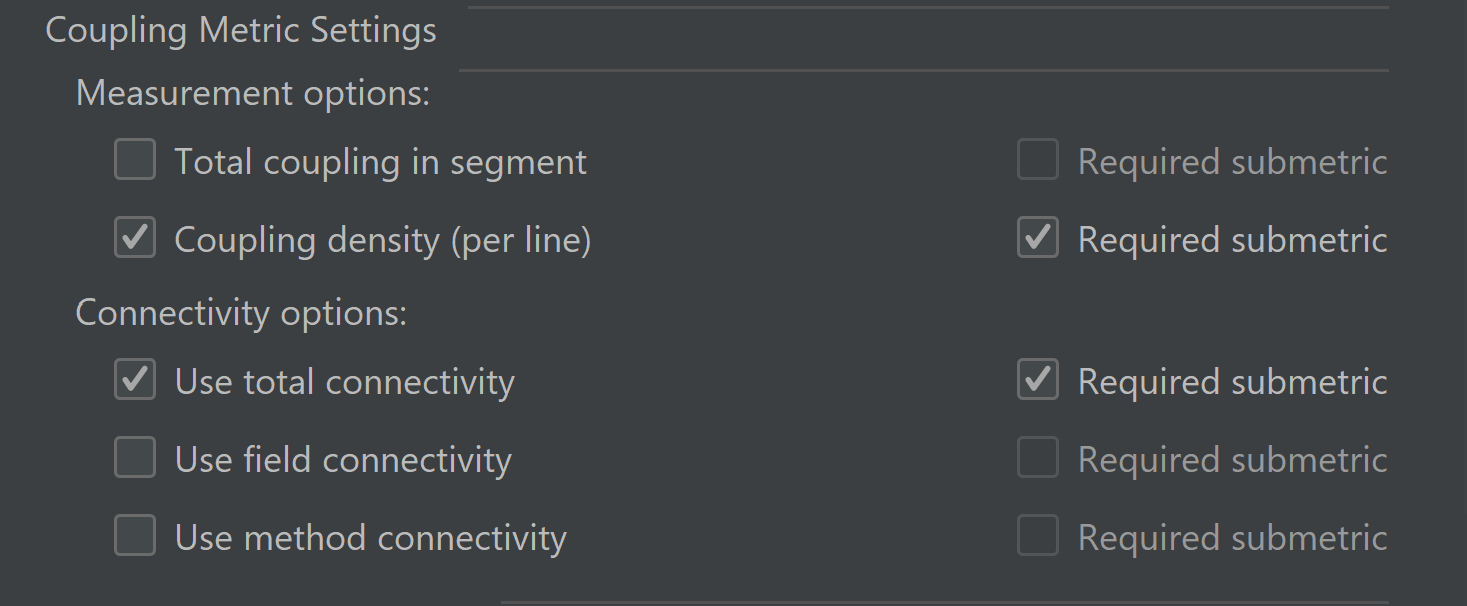 Coupling Metric Settings
Measurement options:
Total coupling in segment Required submetric
Coupling density (per line) Required submetric
Connectivity options:
Use total connectivity Required submetric
Use field connectivity Required submetric
Use method connectivity Required submetric